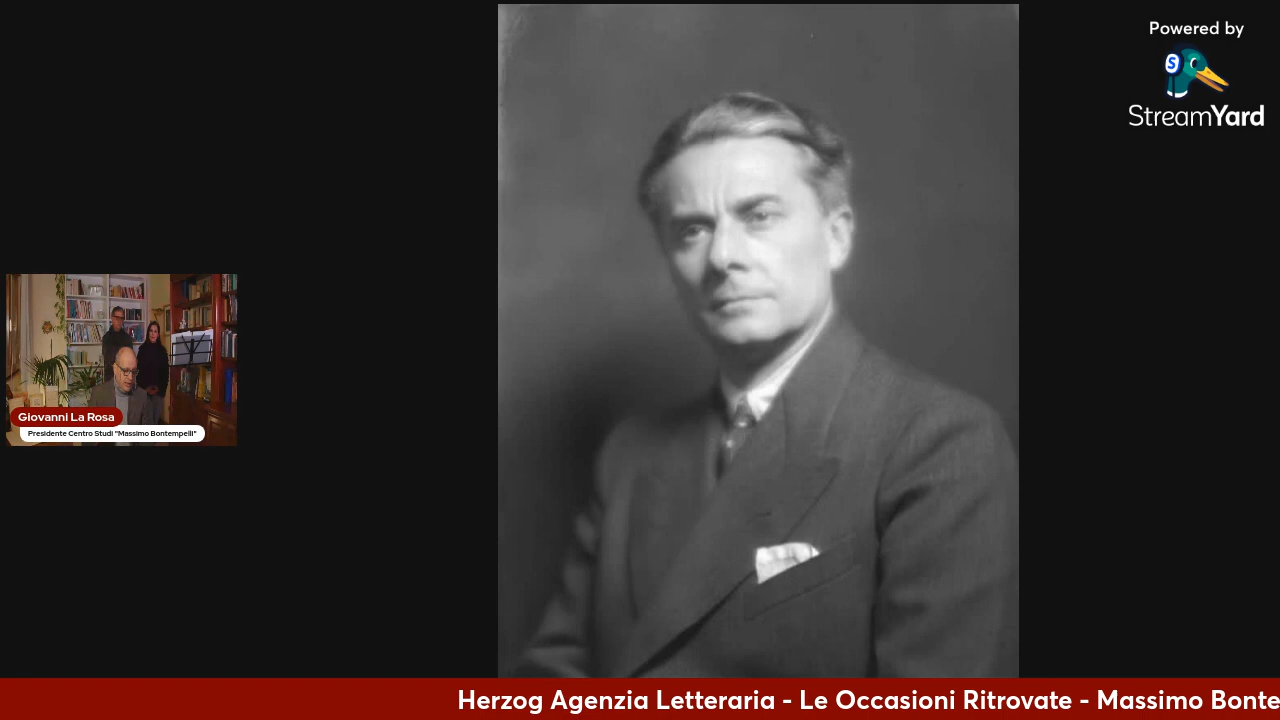 Powered by
StreamYard
Giovanni La Rosa
Presidente Centro Studi "Massimo Bontempelli"
Herzog Agenzia Letteraria - Le Occasioni Ritrovate - Massimo Bonte